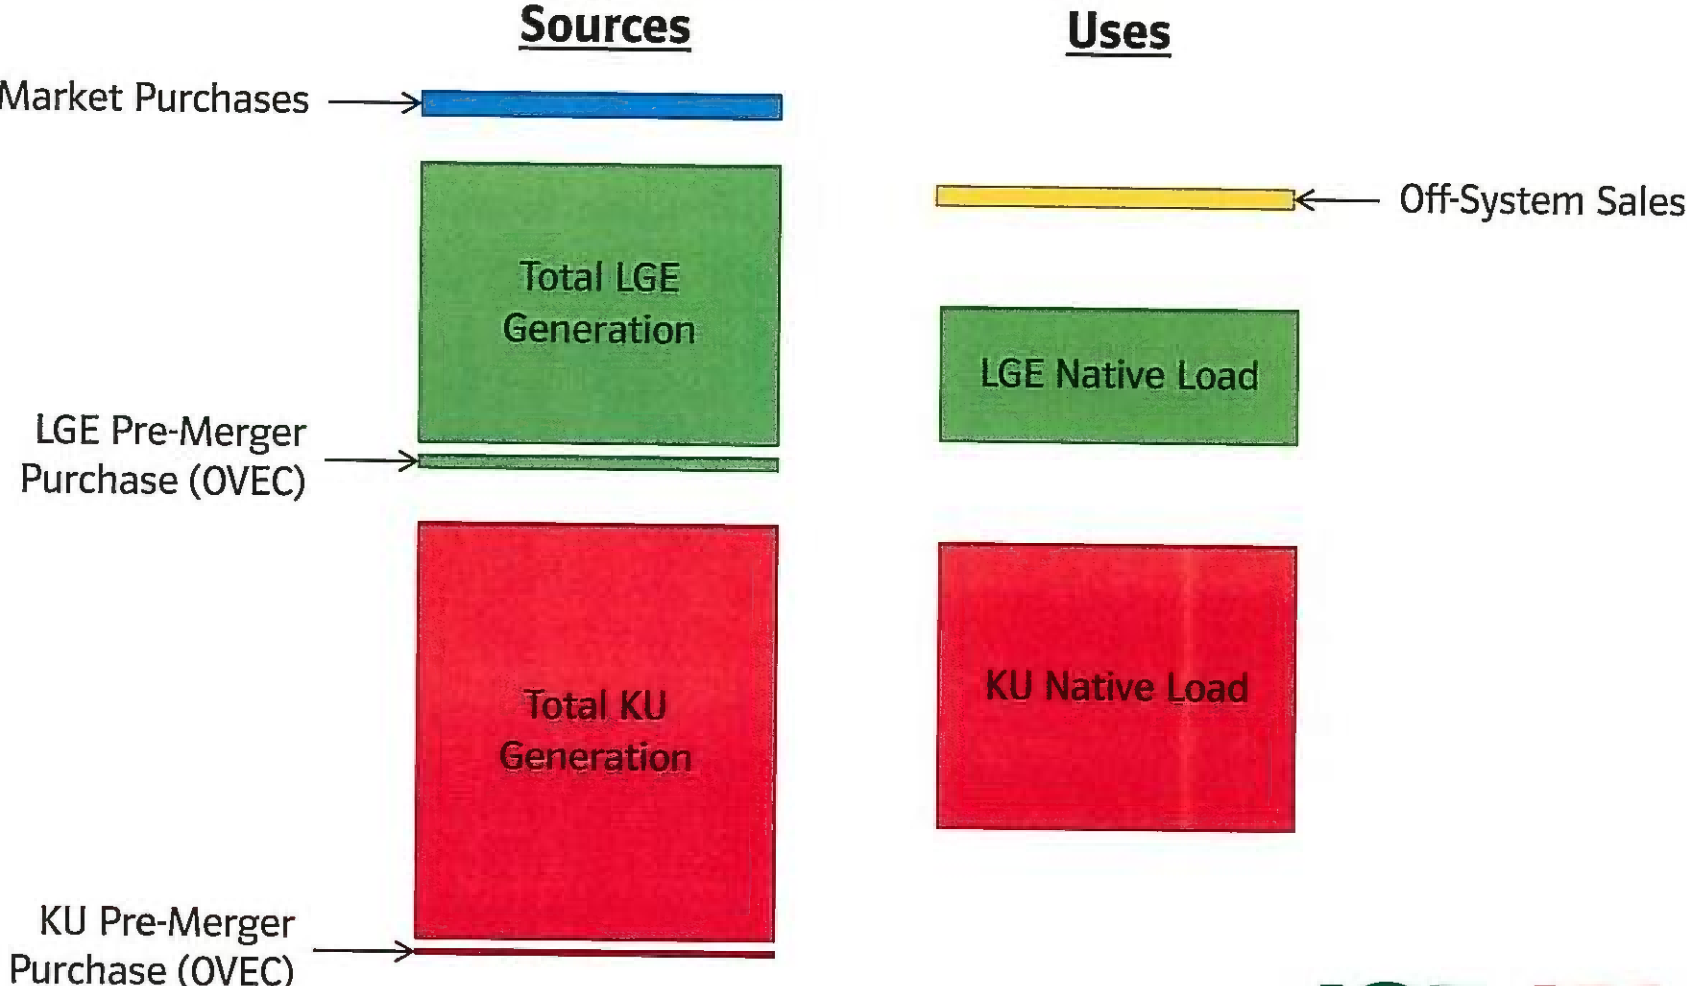 Sources
Uses
Market Purchases
Off-System Sales
Total LGE
Generation
LGE Native Load
LGE Pre-Merger
Purchase (OVEC)
Total KU
Generation
KU Native Load
KU Pre-Merger
Purchase (OVEC)